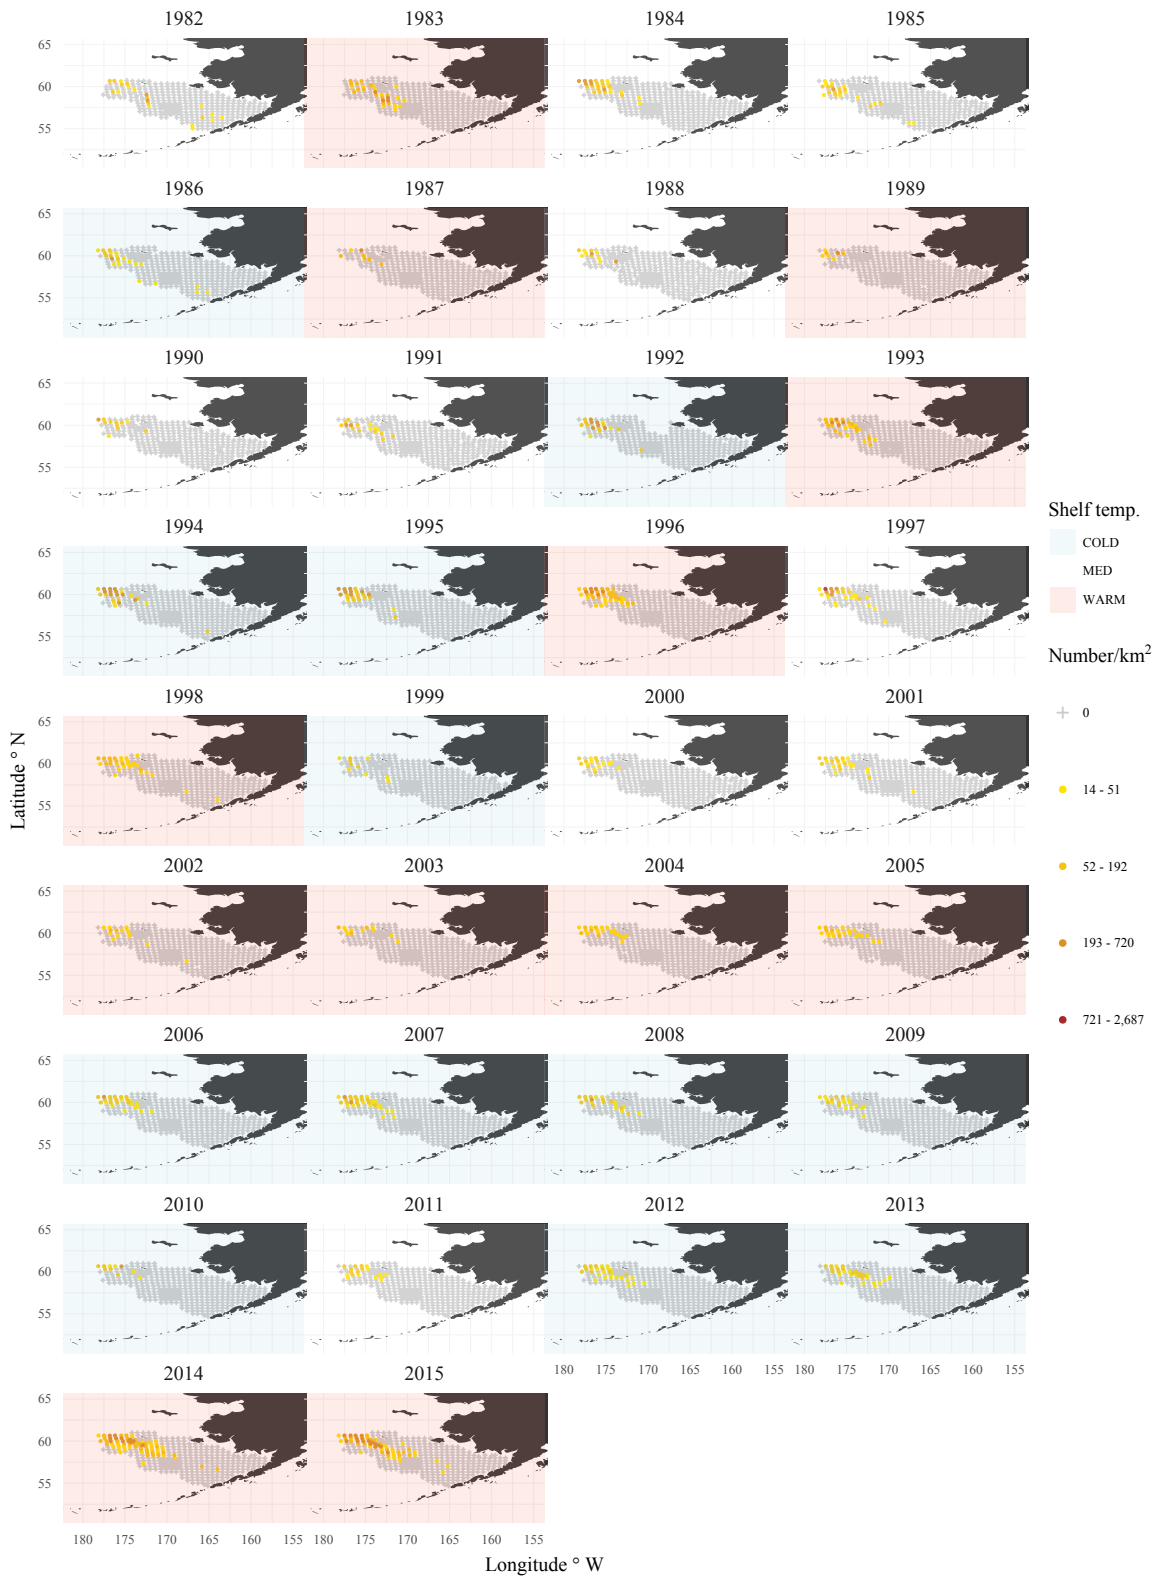 1982 1983 1984 1985
65
60
55
1986 1987 1988 1989
65
60
55
1990 1991 1992 1993
65
60
55
1994 1995 1996 1997
65
60
55
1998 1999 2000 2001
65
60
55
2002 2003 2004 2005
65
60
55
2006 2007 2008 2009
65
60
55
2010 2011 2012 2013
65
60
55
180 175 170 165 160 155 180 175 170 165 160 155
2014 2015
65
60
55
180 175 170 165 160 155 180 175 170 165 160 155
Latitude ° N
Longitude ° W
Shelf temp.
COLD
MED
WARM
Number/km²
0
14 - 51
52 - 192
193 - 720
721 - 2,687